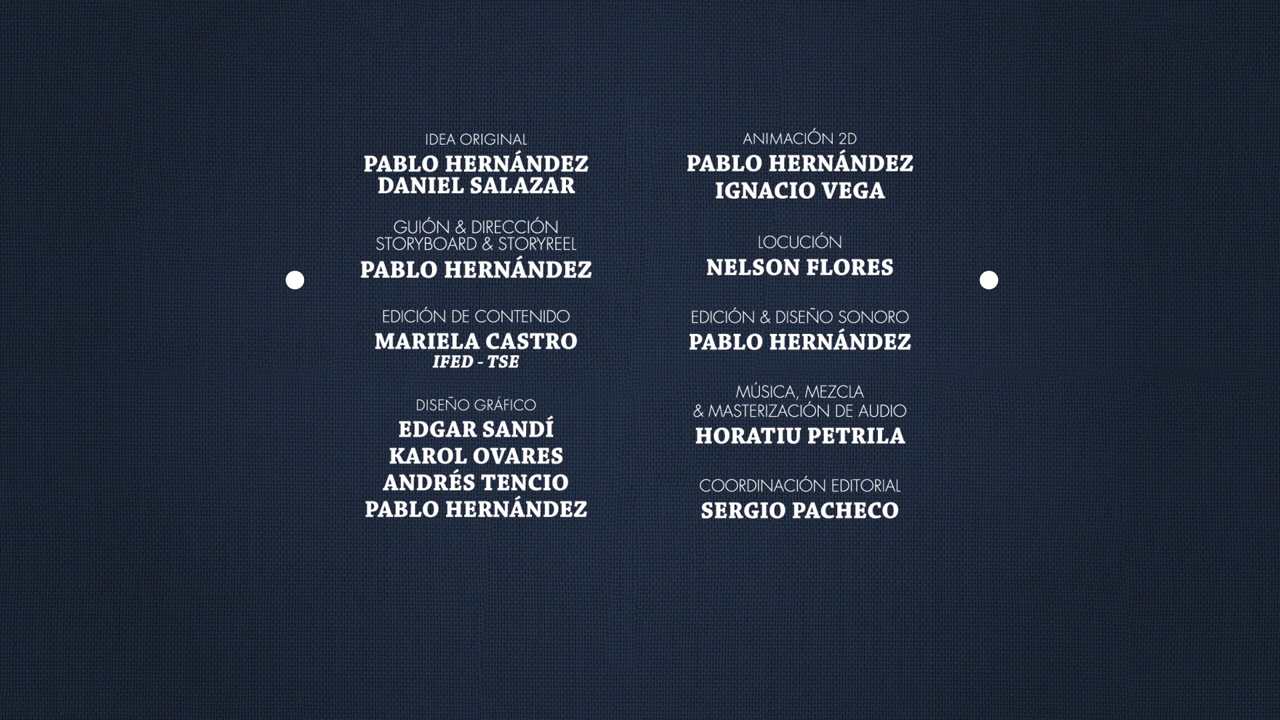 IDEA ORIGINAL
PABLO HERNÁNDEZ
DANIEL SALAZAR
GUIÓN & DIRECCIÓN
STORYBOARD & STORYREEL
PABLO HERNÁNDEZ
EDICIÓN DE CONTENIDO
MARIELA CASTRO
IFED - TSE
DISEÑO GRÁFICO
EDGAR SANDÍ
KAROL OVARES
ANDRÉS TENCIO
PABLO HERNÁNDEZ
ANIMACIÓN 2D
PABLO HERNÁNDEZ
IGNACIO VEGA
LOCUCIÓN
NELSON FLORES
EDICIÓN & DISEÑO SONORO
PABLO HERNÁNDEZ
MÚSICA, MEZCLA
& MASTERIZACIÓN DE AUDIO
HORATIU PETRILA
COORDINACIÓN EDITORIAL
SERGIO PACHECO